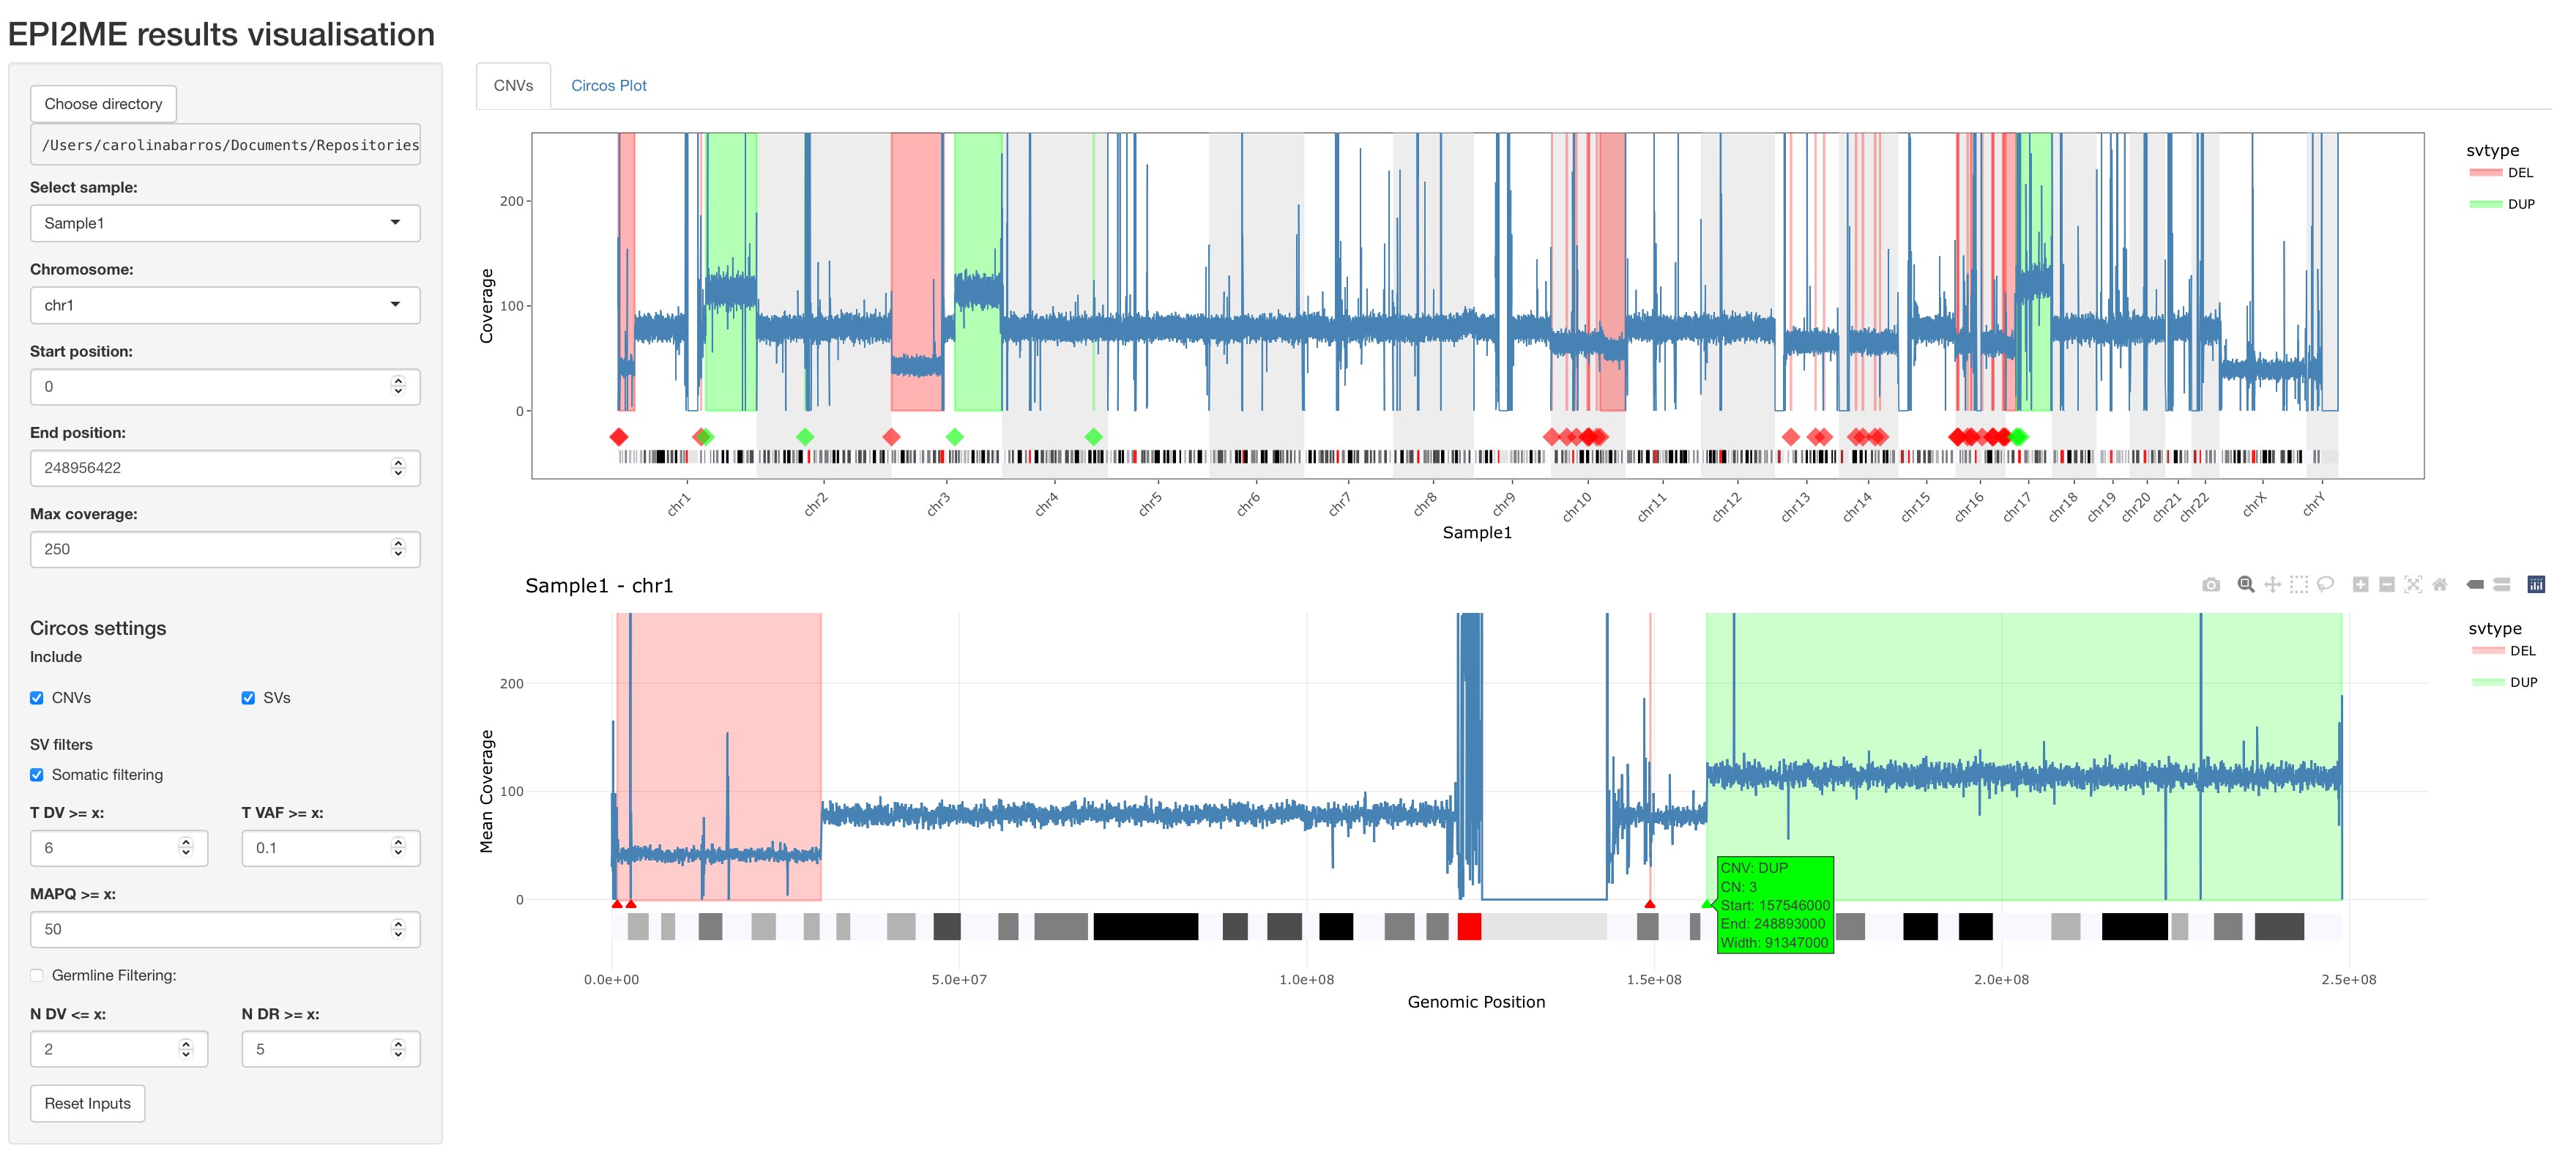 EPI2ME results visualisation
Choose directory
/Users/carolinabarros/Documents/Repositories
Select sample:
Sample1
Chromosome:
chr1
Start position:
0
End position:
248956422
Max coverage:
250
Circos settings
Include
CNVs
SVs
SV filters
Somatic filtering
T DV >= x:
T VAF >= x:
6
0.1
MAPQ >= x:
50
Germline Filtering:
N DV <= x:
N DR >= x:
2
5
Reset Inputs
CNVs
Circos Plot
200
100
0
Coverage
chr1
chr2
chr3
chr4
chr5
chr6
chr7
chr8
chr9
chr10
chr11
chr12
chr13
chr14
chr15
chr16
chr17
chr18
chr19
chr20
chr21
chr22
chrX
chrY
Sample1
svtype
DEL
DUP
Sample1 - chr1
200
100
0
Mean Coverage
CNV: DUP
CN: 3
Start: 157546000
End: 248893000
Width: 91347000
0.0e+00
5.0e+07
1.0e+08
1.5e+08
2.0e+08
2.5e+08
Genomic Position
svtype
DEL
DUP